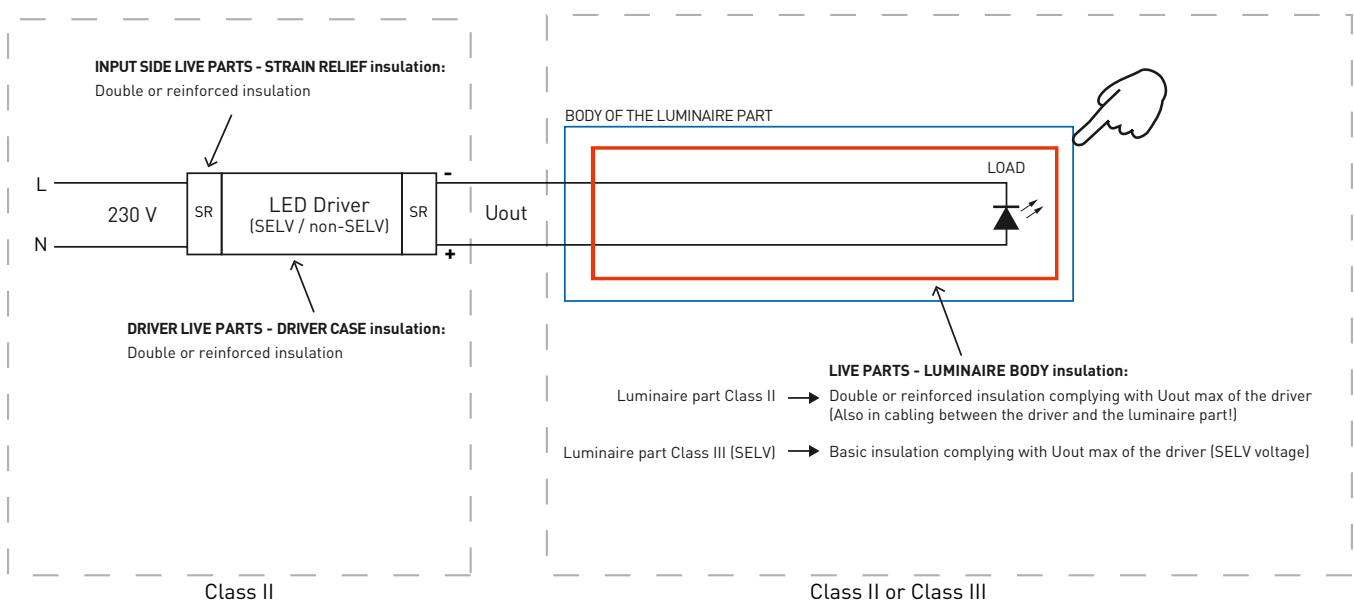 INPUT SIDE LIVE PARTS - STRAIN RELIEF insulation:
Double or reinforced insulation
BODY OF THE LUMINAIRE PART
LOAD
L
230 V
N
SR
LED Driver
(SELV / non-SELV)
SR
-
+
Uout
DRIVER LIVE PARTS - DRIVER CASE insulation:
Double or reinforced insulation
LIVE PARTS - LUMINAIRE BODY insulation:
Luminaire part Class II
Double or reinforced insulation complying with Uout max of the driver
(Also in cabling between the driver and the luminaire part!)
Luminaire part Class III (SELV)
Basic insulation complying with Uout max of the driver (SELV voltage)
Class II
Class II or Class III